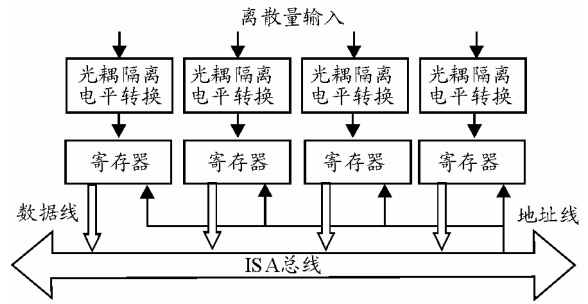 离散量输入
光耦隔离
电平转换
光耦隔离
电平转换
光耦隔离
电平转换
光耦隔离
电平转换
寄存器
寄存器
寄存器
寄存器
数据线
地址线
ISA总线